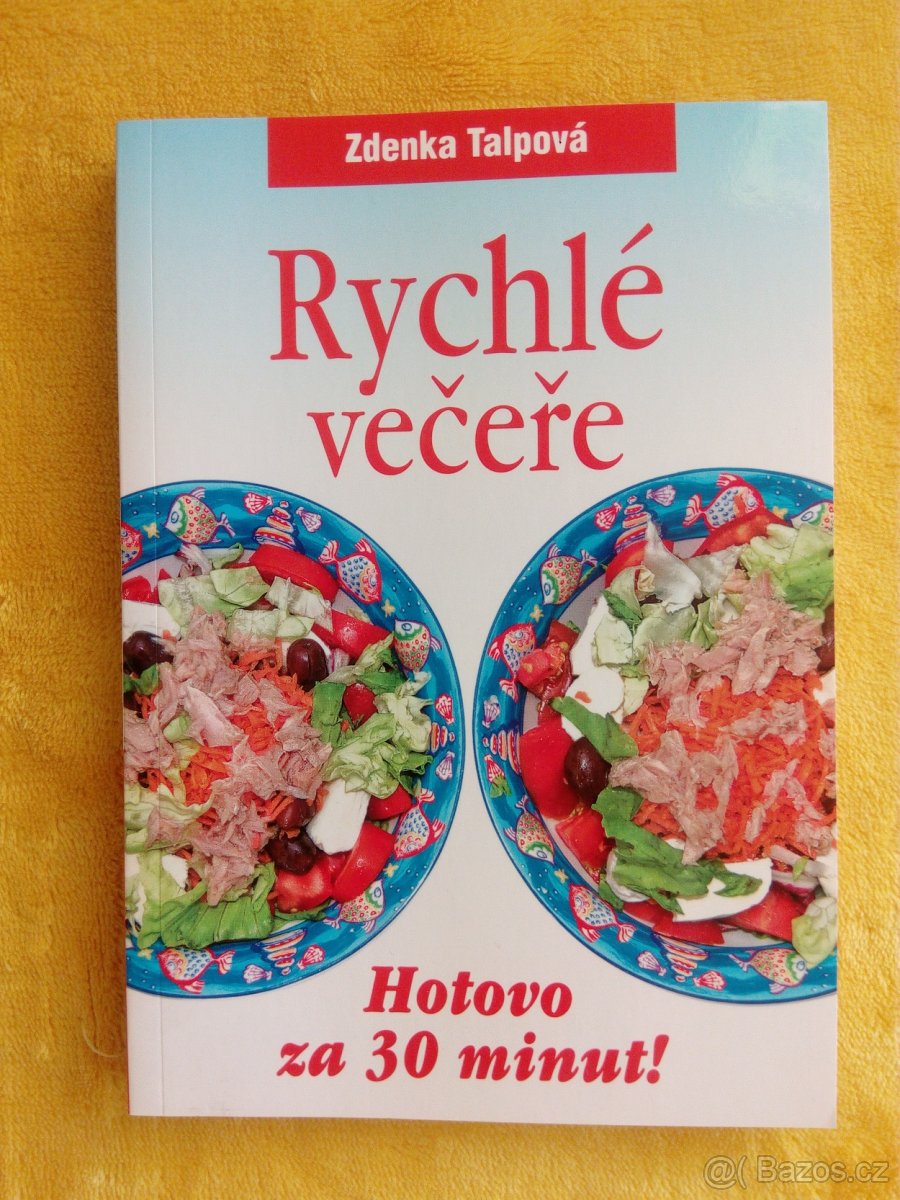 Zdenka Talpová
Rychlé
večeře
Hotovo
za 30 minut!
@( Bazos.cz